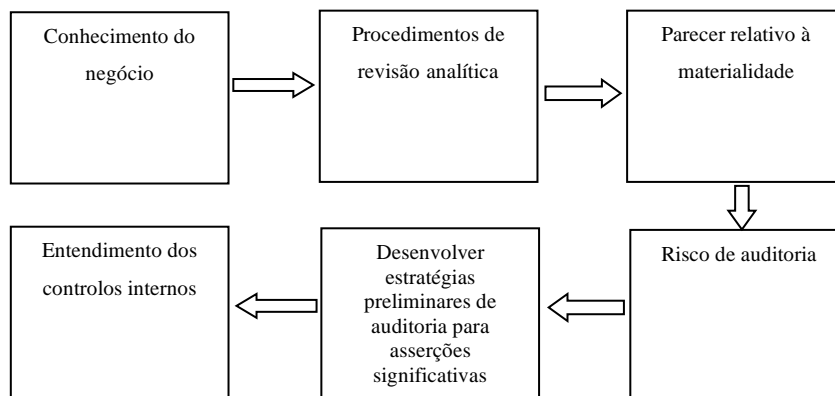 Conhecimento do
negócio
Procedimentos de
revisão analítica
Parecer relativo à
materialidade
Risco de auditoria
Desenvolver
estratégias
preliminares de
auditoria para
asserções
significativas
Entendimento dos
controlos internos